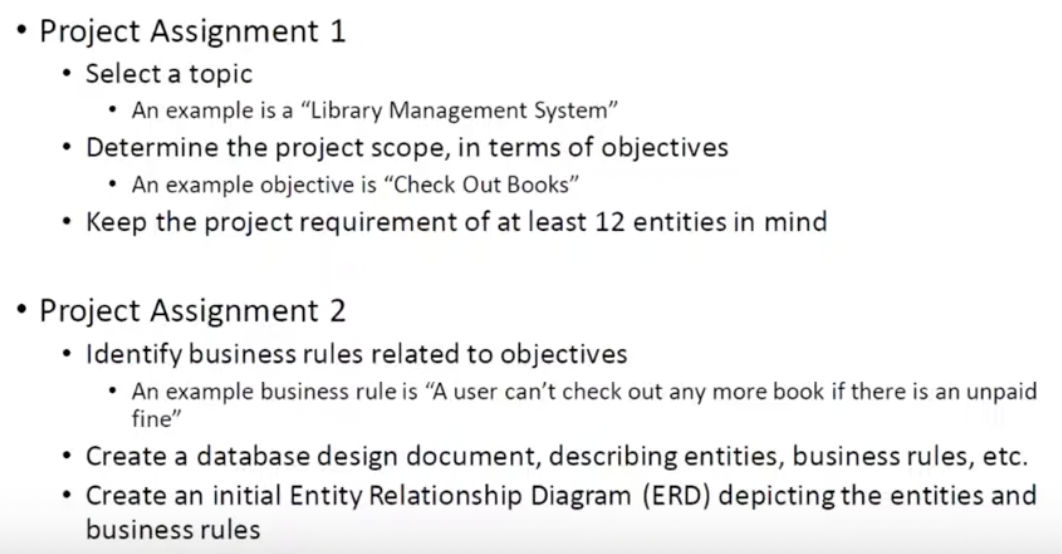 • Project Assignment 1
• Select a topic
• An example is a “Library Management System”
• Determine the project scope, in terms of objectives
• An example objective is “Check Out Books”
• Keep the project requirement of at least 12 entities in mind
• Project Assignment 2
• Identify business rules related to objectives
• An example business rule is “A user can’t check out any more book if there is an unpaid
fine”
• Create a database design document, describing entities, business rules, etc.
• Create an initial Entity Relationship Diagram (ERD) depicting the entities and
business rules